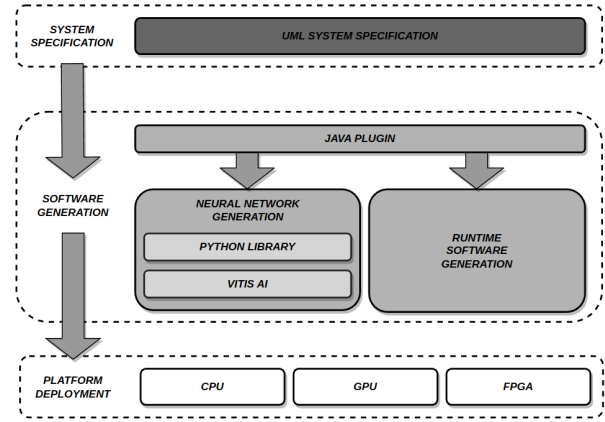 SYSTEM
SPECIFICATION
UML SYSTEM SPECIFICATION
JAVA PLUGIN
SOFTWARE
GENERATION
NEURAL NETWORK
GENERATION
PYTHON LIBRARY
VITIS AI
RUNTIME
SOFTWARE
GENERATION
PLATFORM
DEPLOYMENT
CPU
GPU
FPGA